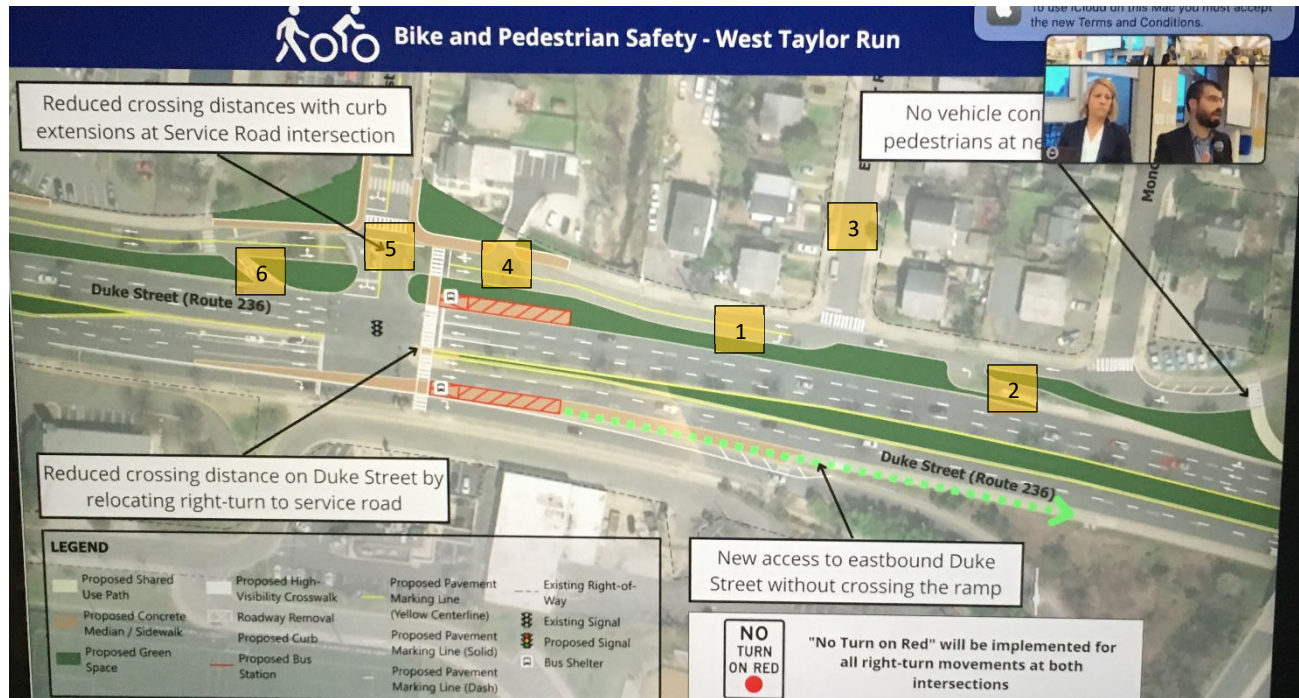 To use iCloud on this Mac you must accept
the new Terms and Conditions.
Bike and Pedestrian Safety - West Taylor Run
Reduced crossing distances with curb
extensions at Service Road intersection
No vehicle con
pedestrians at ne
3
5
4
6
1
2
Duke Street (Route 236)
Duke Street (Route 236)
Reduced crossing distance on Duke Street by
relocating right-turn to service road
New access to eastbound Duke
Street without crossing the ramp
LEGEND
Proposed Shared
Use Path
Proposed Concrete
Median / Sidewalk
Proposed Green
Space
Proposed High-
Visibility Crosswalk
Roadway Removal
Proposed Curb
Proposed Bus
Station
Proposed Pavement
Marking Line
(Yellow Centerline)
Proposed Pavement
Marking Line (Solid)
Proposed Pavement
Marking Line (Dash)
Existing Right-of-
Way
Existing Signal
Proposed Signal
Bus Shelter
NO
TURN
ON RED
"No Turn on Red" will be implemented for
all right-turn movements at both
intersections